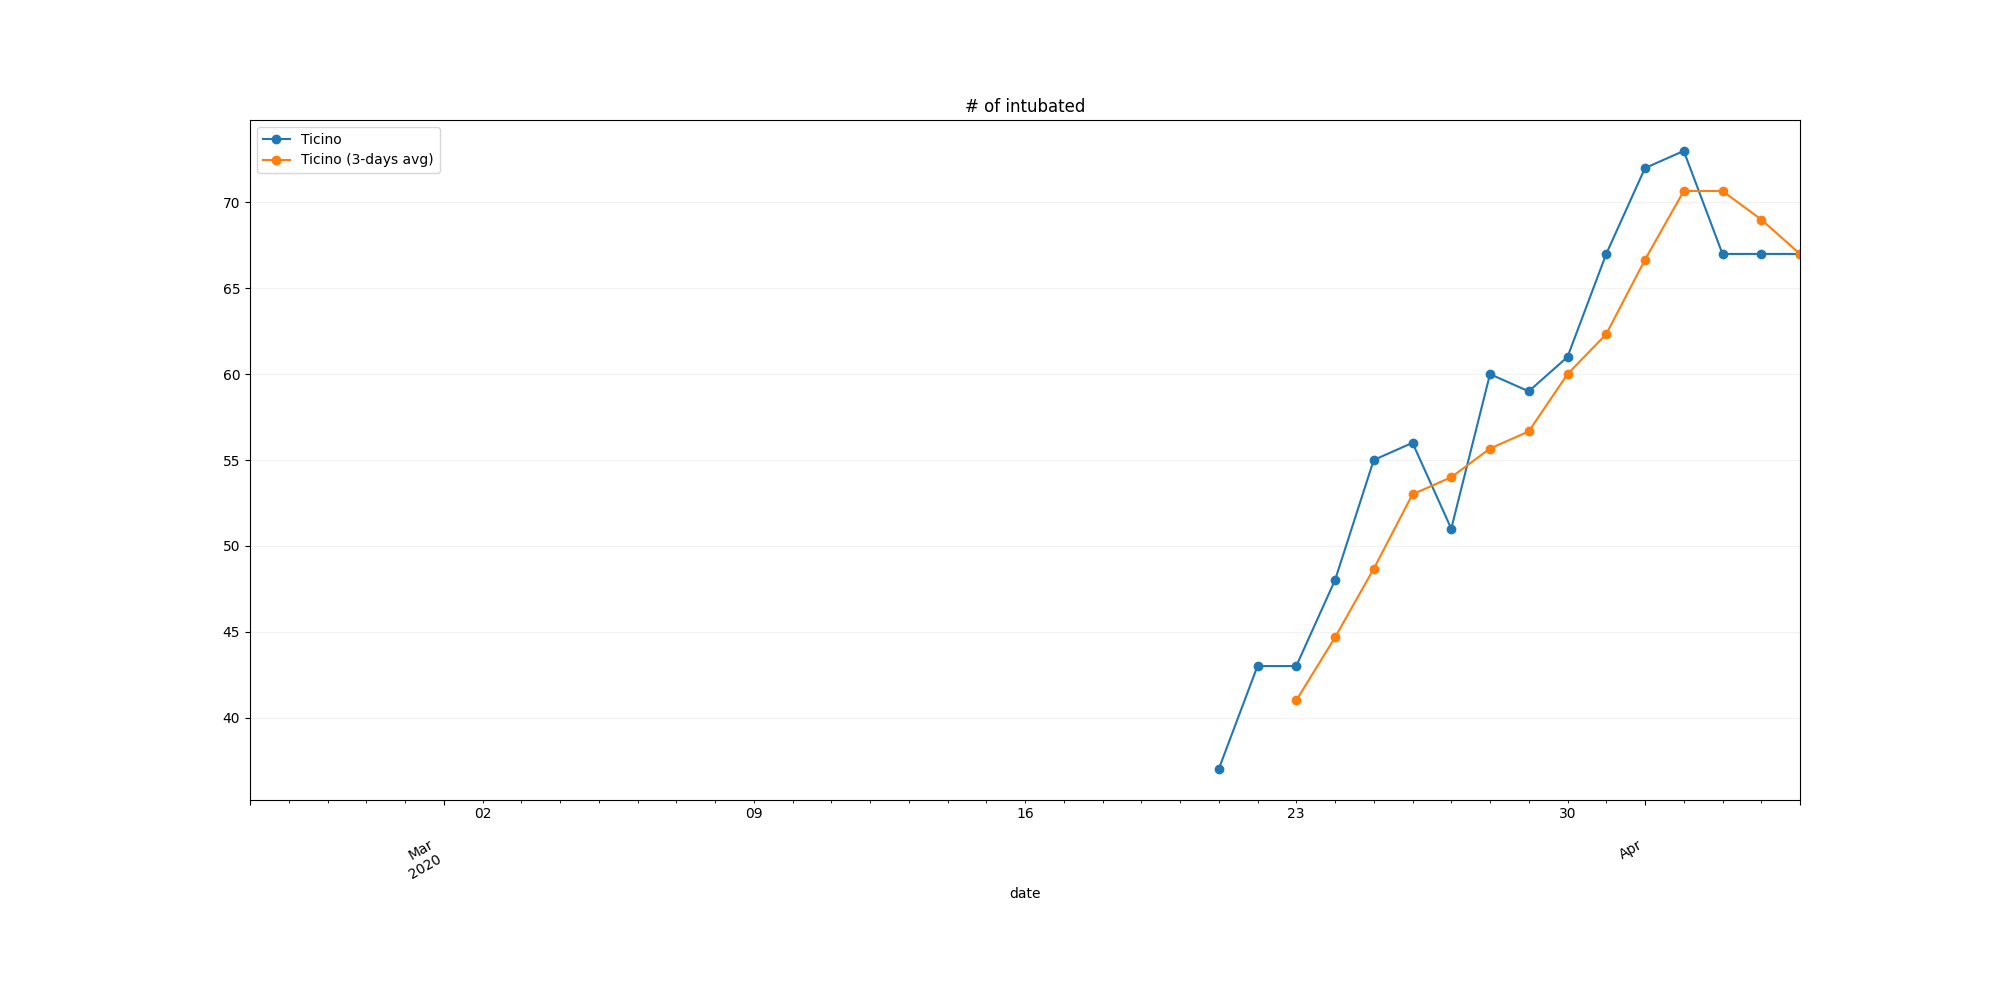 # of intubated
Ticino
Ticino (3-days avg)
70
65
60
55
50
45
40
02 09 16 23 30
Mar Apr
2020
date